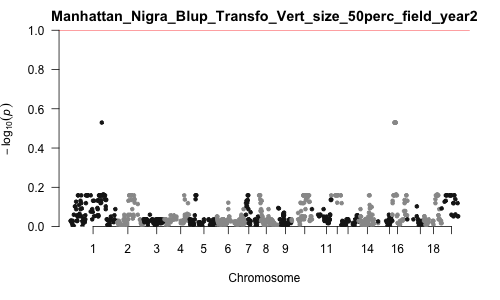 Manhattan_Nigra_Blup_Transfo_Vert_size_50perc_field_year2
1.0
0.8
0.6
0.4
0.2
0.0
− log10(p)
1 2 3 4 5 6 7 8 9 11 14 16 18
Chromosome